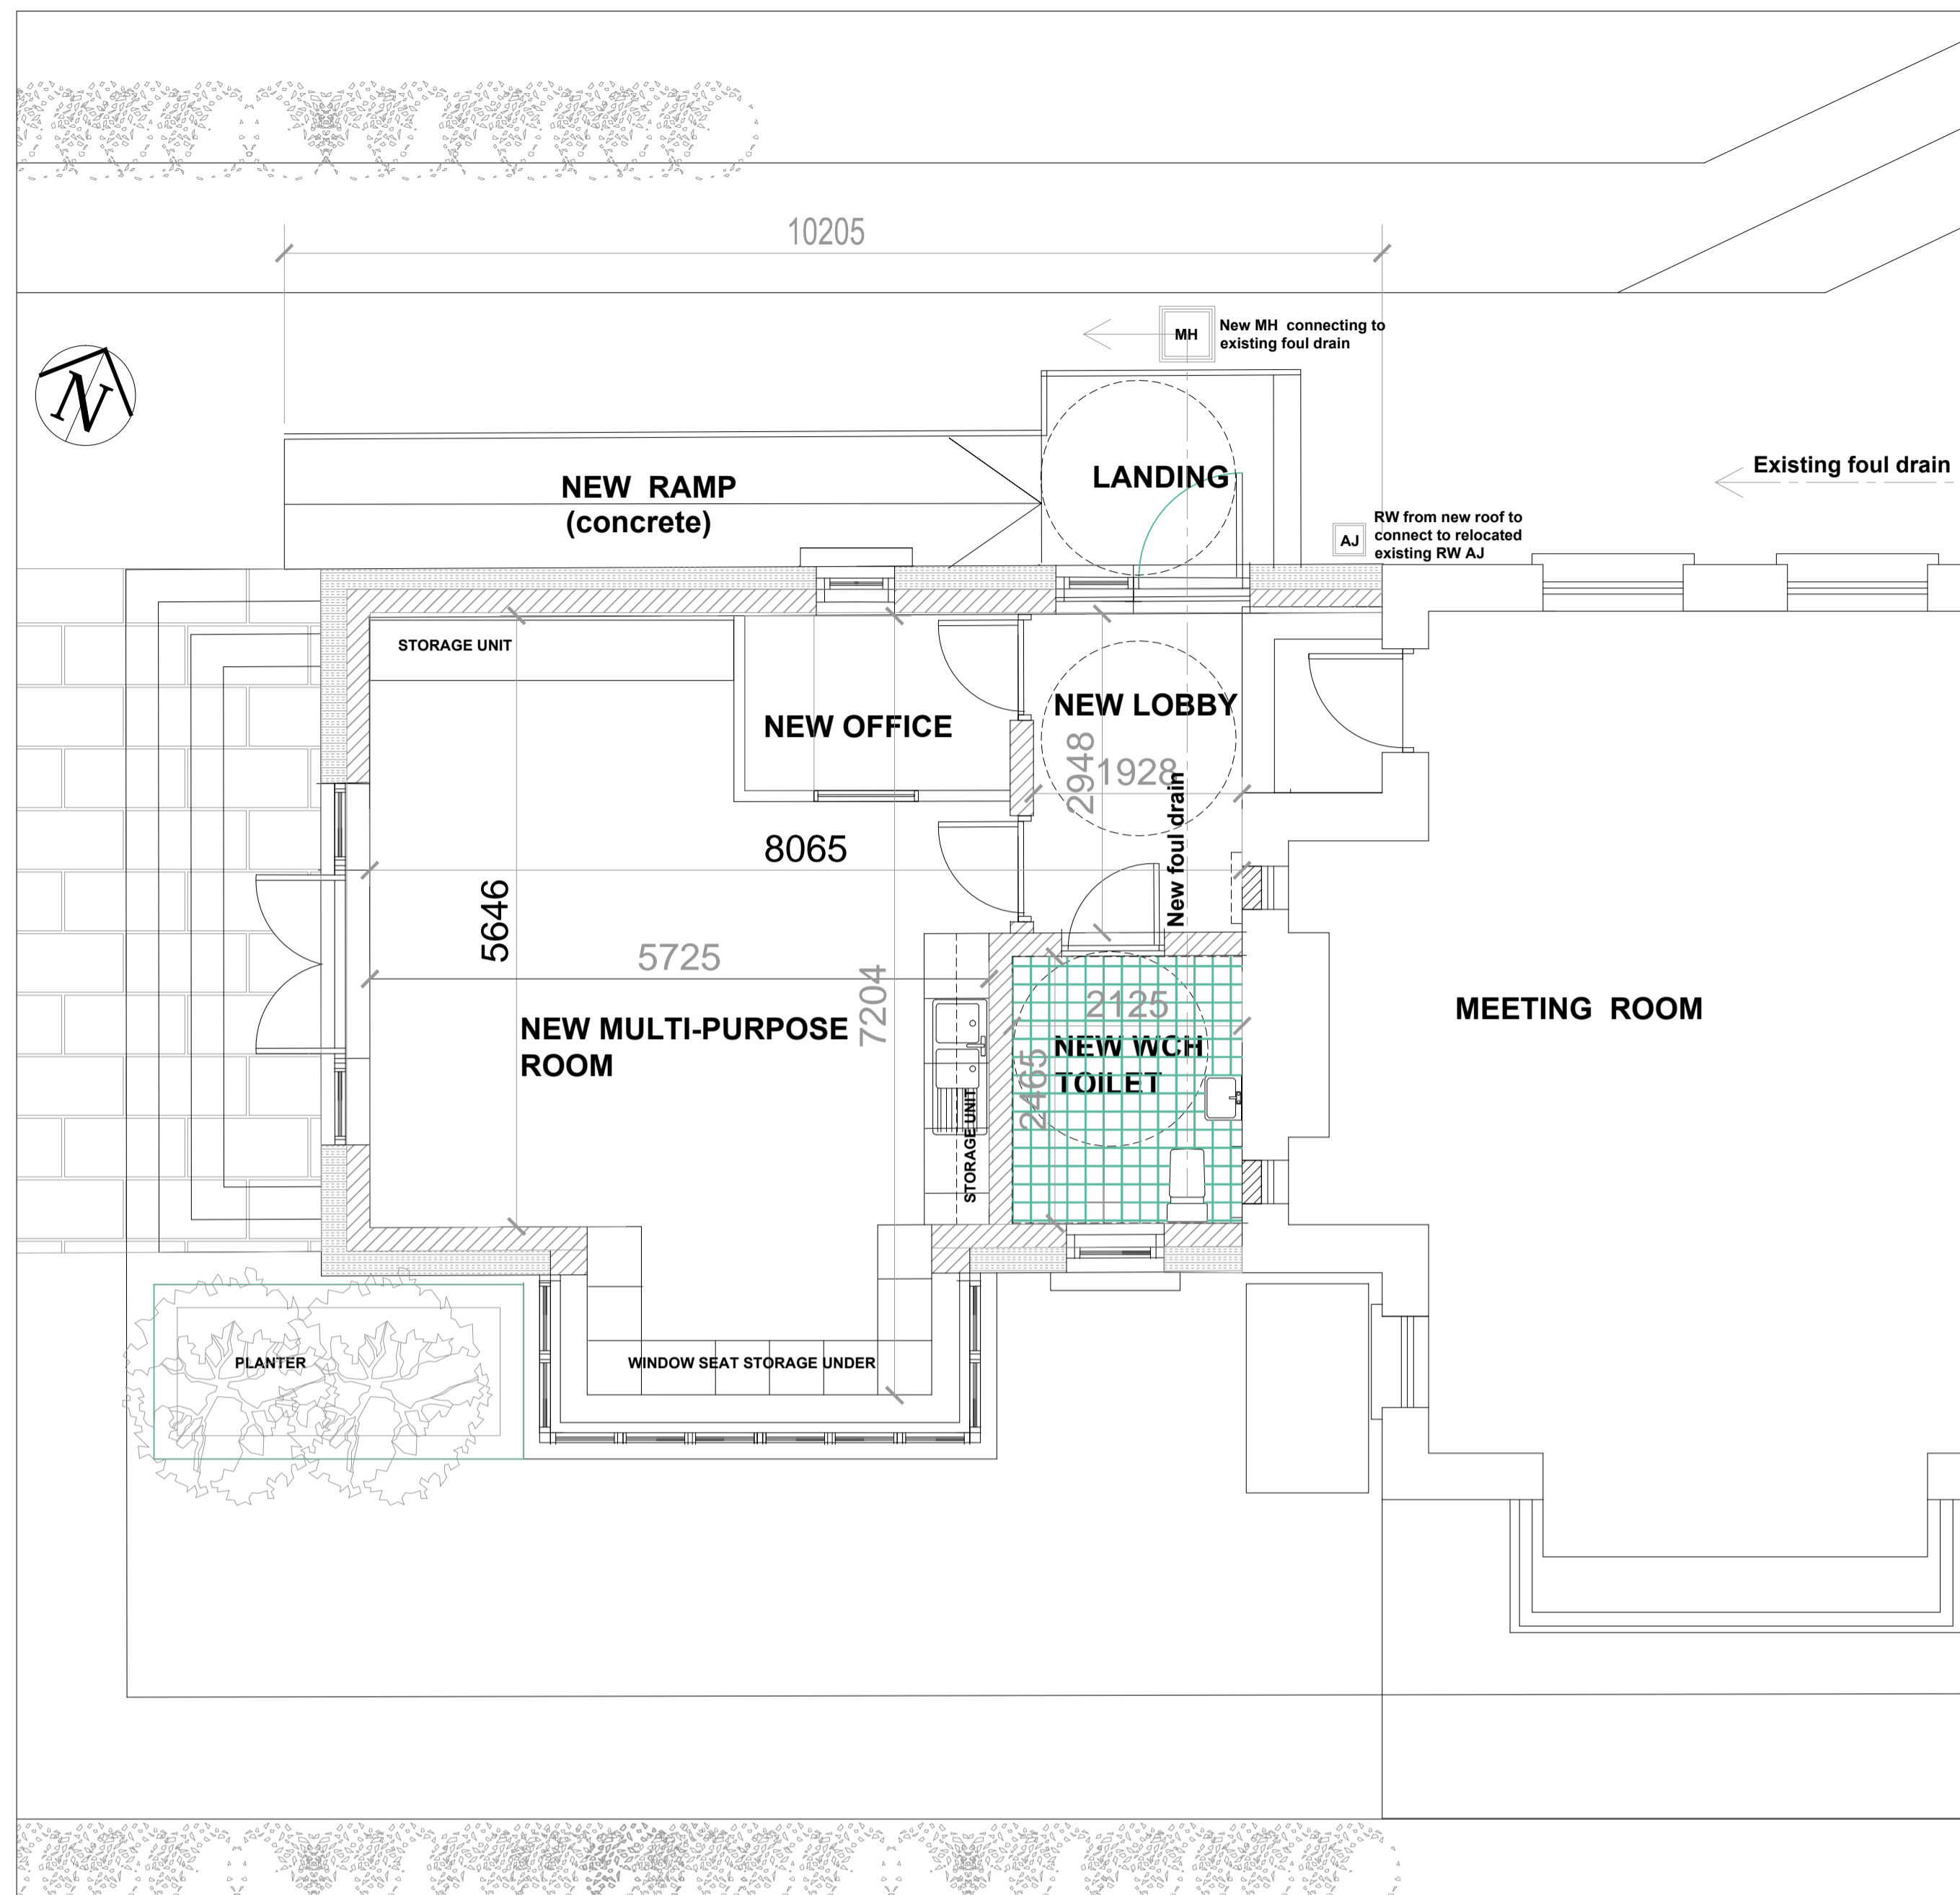 10205
MH
New MH connecting to
existing foul drain
N
LANDING
Existing foul drain
NEW RAMP
(concrete)
RW from new roof to
connect to relocated
existing RW AJ
AJ
STORAGE UNIT
NEW OFFICE
NEW LOBBY
2948
1928
New foul drain
8065
5646
5725
7204
2125
NEW MULTI-PURPOSE
ROOM
NEW WCH
TOILET
2465
STORAGE UNIT
MEETING ROOM
PLANTER
WINDOW SEAT STORAGE UNDER